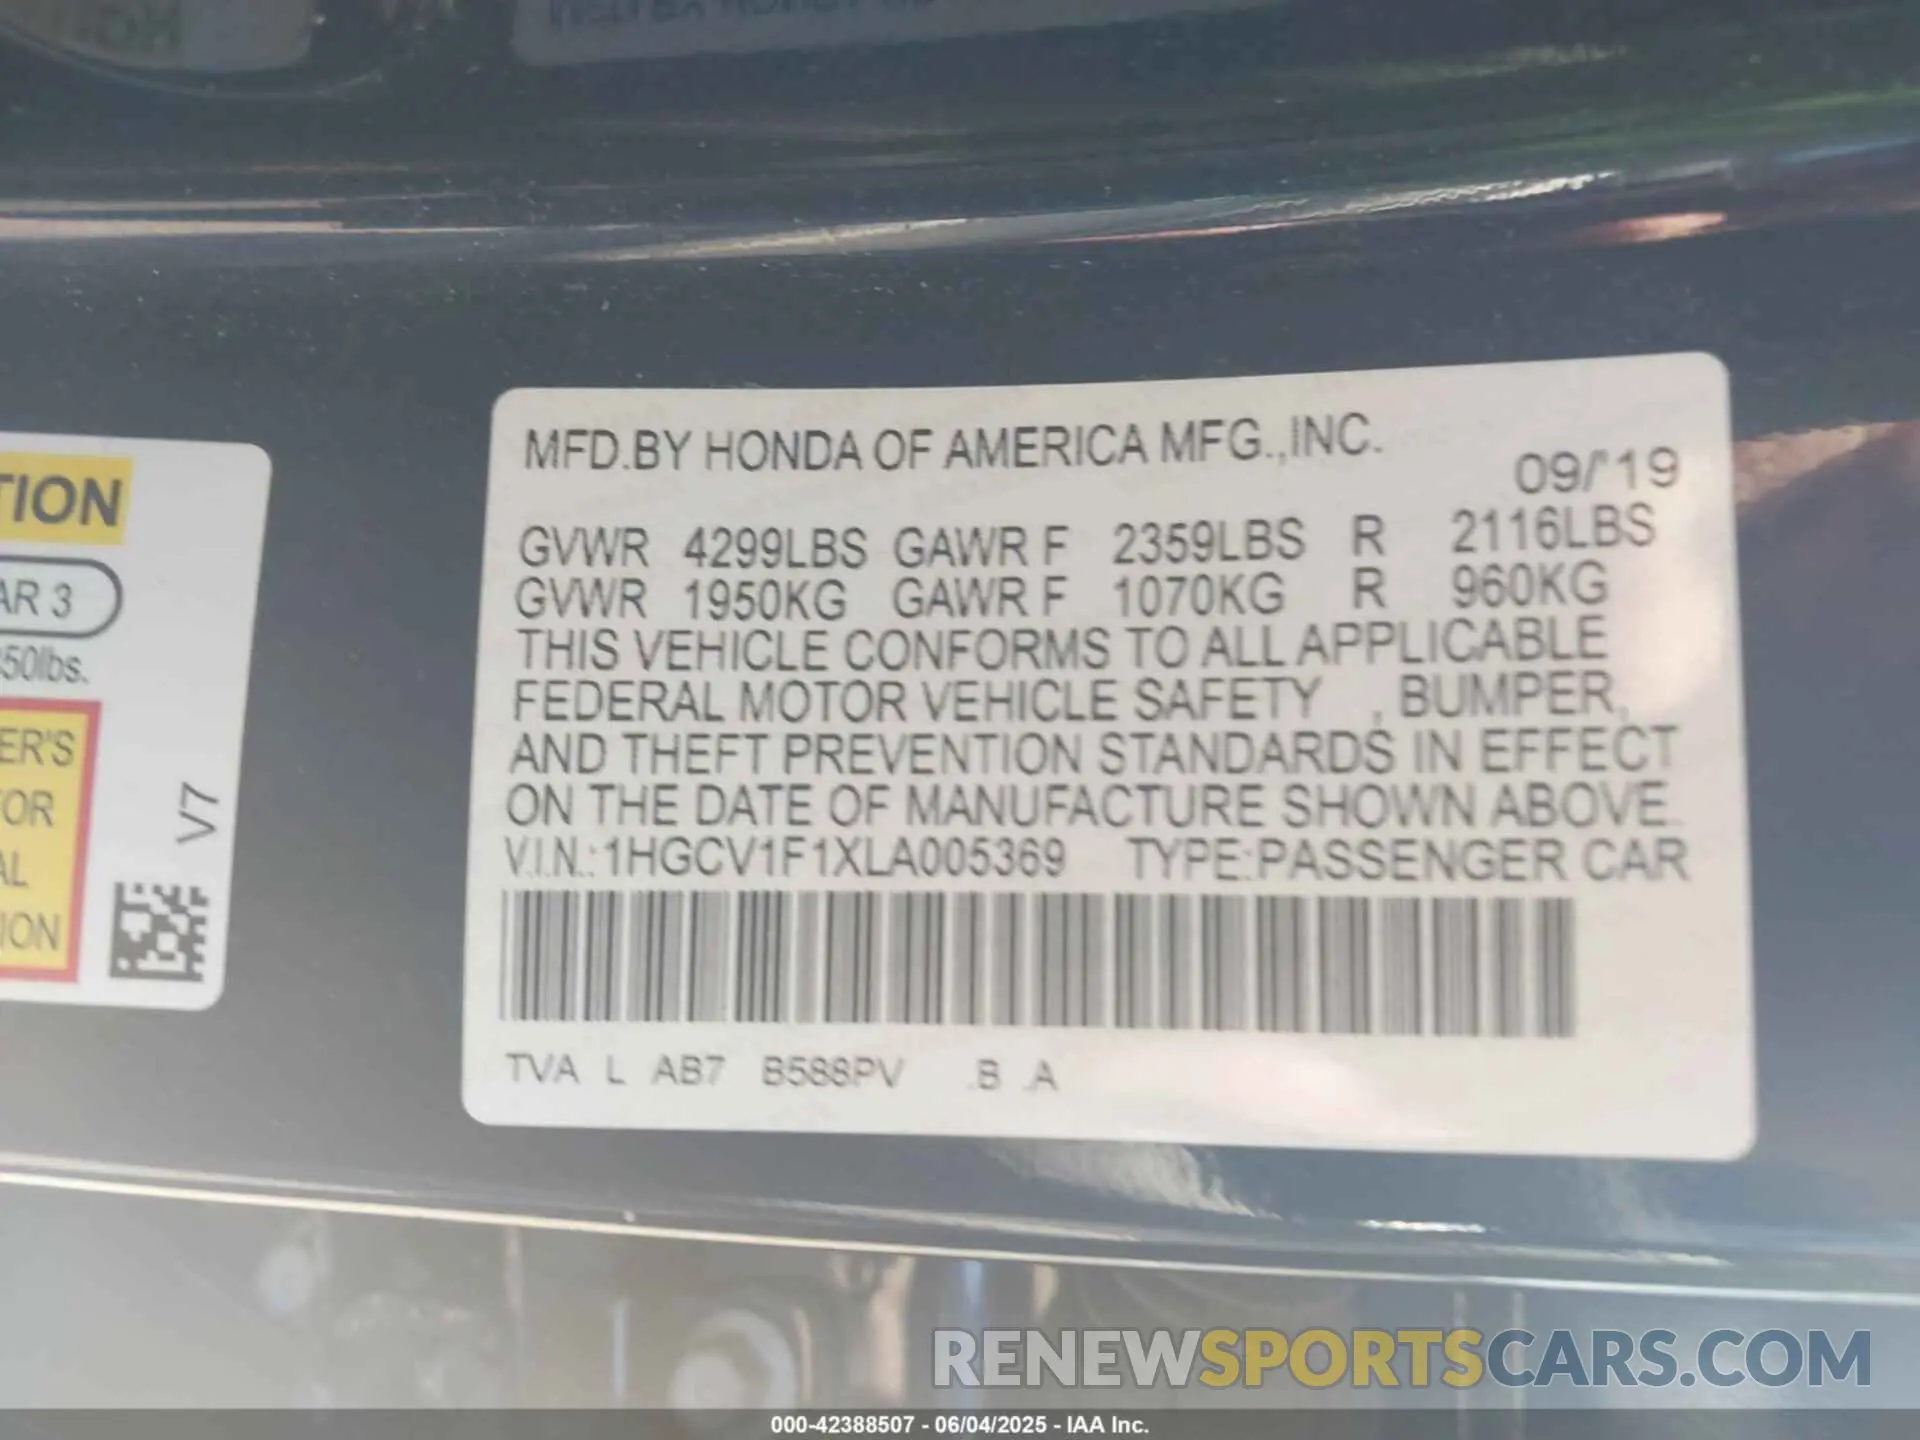 MFD.BY HONDA OF AMERICA MFG.,INC.
09/'19
GVWR 4299LBS GAWR F 2359LBS R 2116LBS
GVWR 1950KG GAWR F 1070KG R 960KG
THIS VEHICLE CONFORMS TO ALL APPLICABLE
FEDERAL MOTOR VEHICLE SAFETY , BUMPER,
AND THEFT PREVENTION STANDARDS IN EFFECT
ON THE DATE OF MANUFACTURE SHOWN ABOVE.
V.I.N.:1HGCV1F1XLA005369 TYPE:PASSENGER CAR
TVA L AB7 B588PV .B .A
TION
AR 3
50lbs.
ER'S
OR
AL
ION
V7
RENEWSPORTSCARS.COM
000-42388507 - 06/04/2025 - IAA Inc.